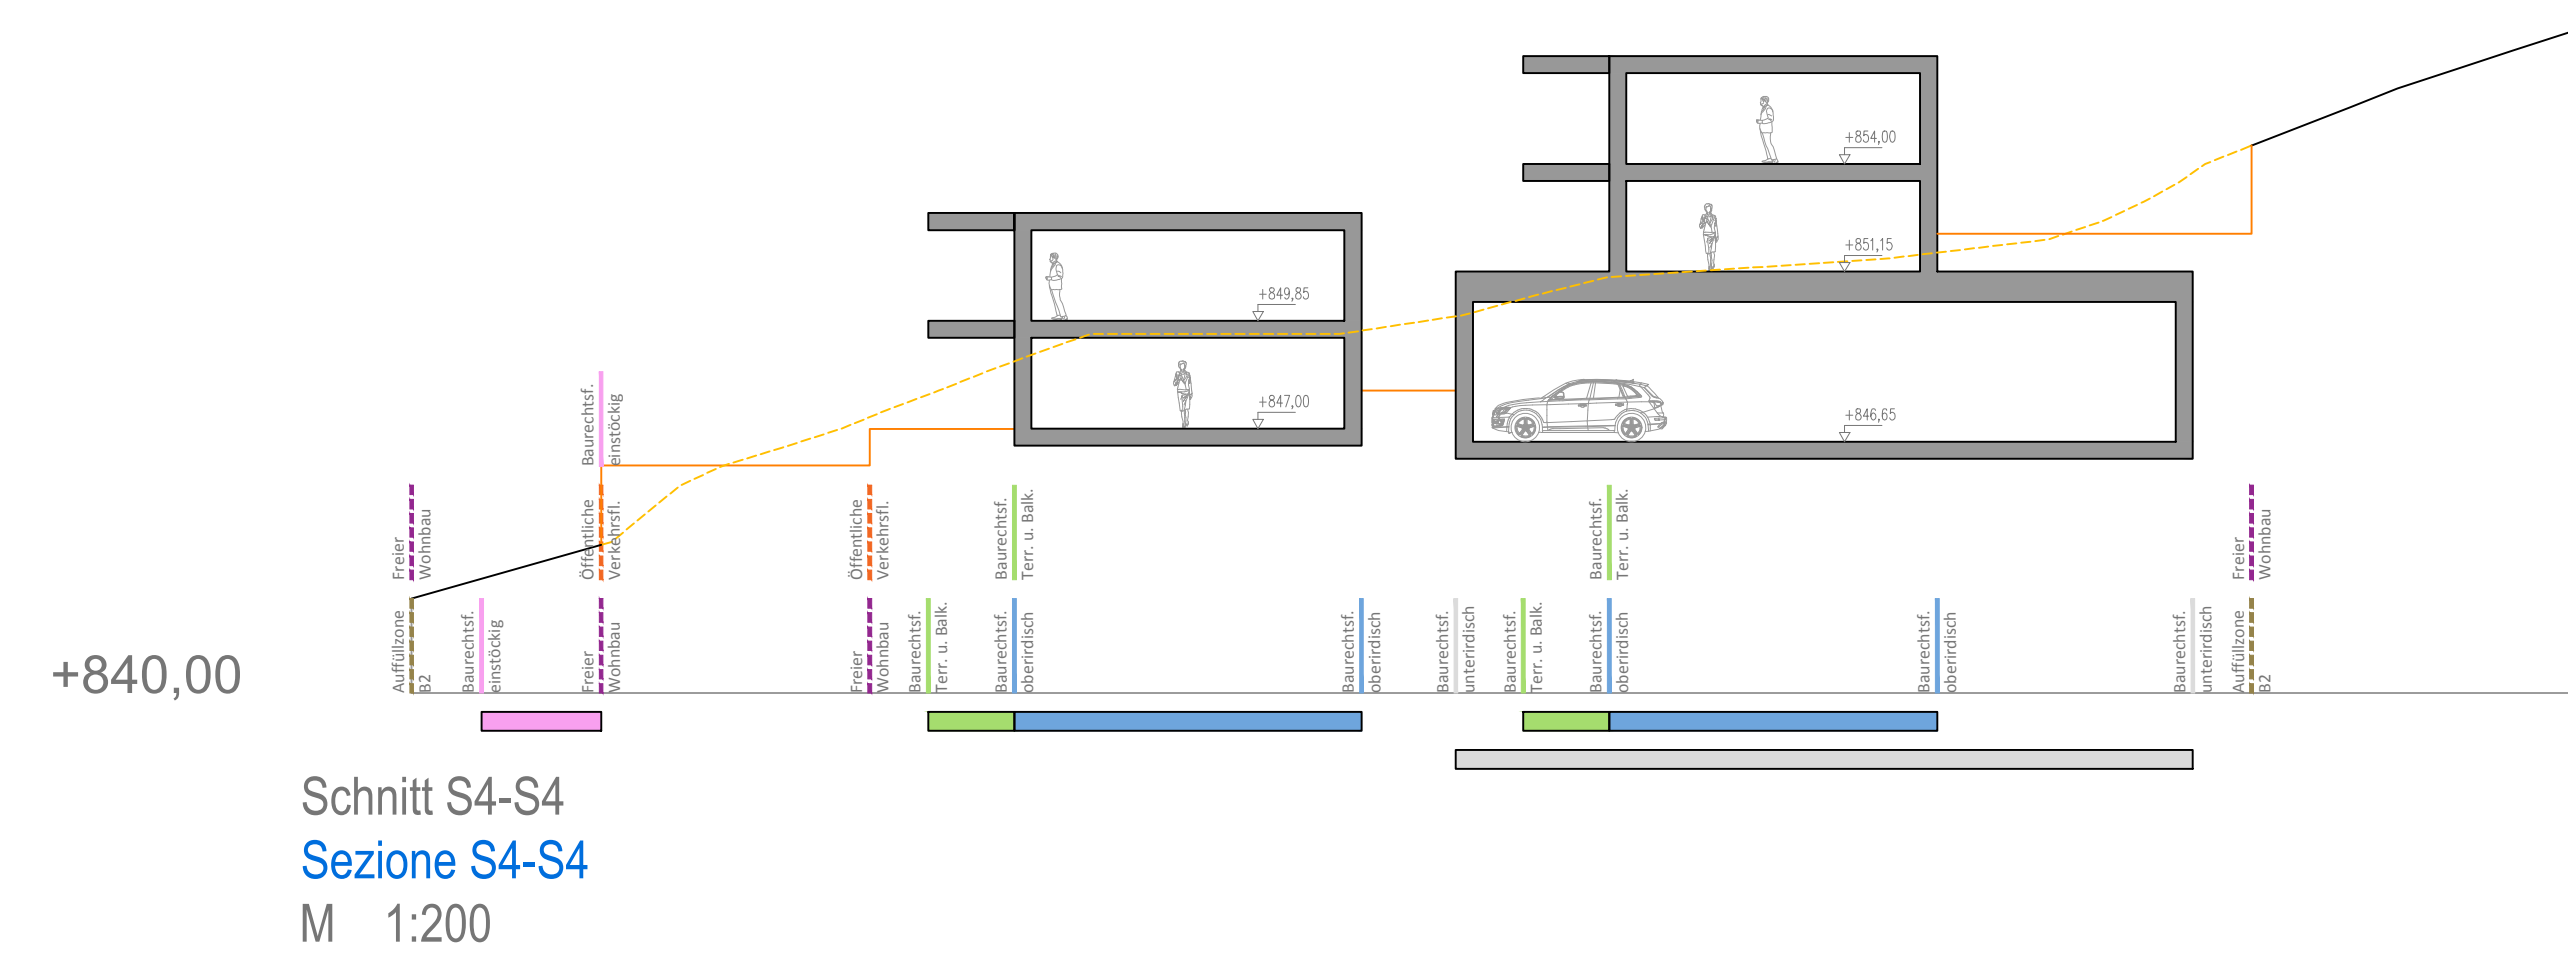 +854,00
+851,15
+849,85
+847,00
+846,65
Baurechtsf.
einstöckig
Freier
Wohnbau
Öffentliche
Verkehrsfl.
Öffentliche
Verkehrsfl.
Baurechtsf.
Terr. u. Balk.
Baurechtsf.
Terr. u. Balk.
Freier
Wohnbau
+840,00
Auffüllzone
B2
Baurechtsf.
einstöckig
Freier
Wohnbau
Freier
Wohnbau
Baurechtsf.
Terr. u. Balk.
Baurechtsf.
oberirdisch
Baurechtsf.
oberirdisch
Baurechtsf.
unterirdisch
Baurechtsf.
Terr. u. Balk.
Baurechtsf.
oberirdisch
Baurechtsf.
oberirdisch
Baurechtsf.
unterirdisch
Auffüllzone
B2
Schnitt S4-S4
Sezione S4-S4
M 1:200